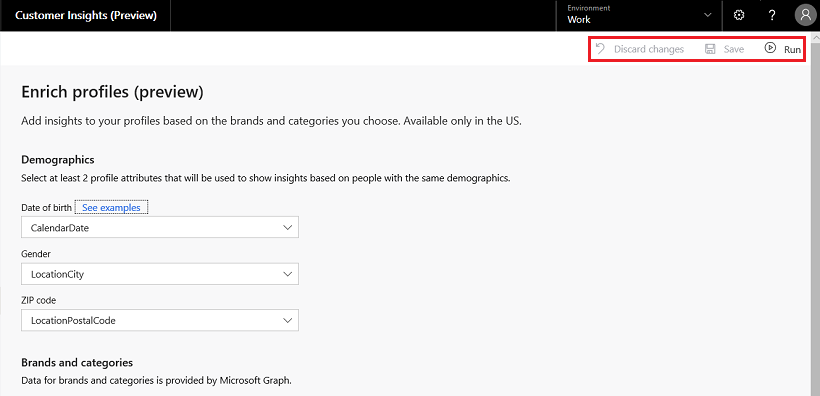 Customer Insights (Preview)
Environment
Work
?
Discard changes Save Run
Enrich profiles (preview)
Add insights to your profiles based on the brands and categories you choose. Available only in the US.
Demographics
Select at least 2 profile attributes that will be used to show insights based on people with the same demographics.
Date of birth See examples
CalendarDate
Gender
LocationCity
ZIP code
LocationPostalCode
Brands and categories
Data for brands and categories is provided by Microsoft Graph.